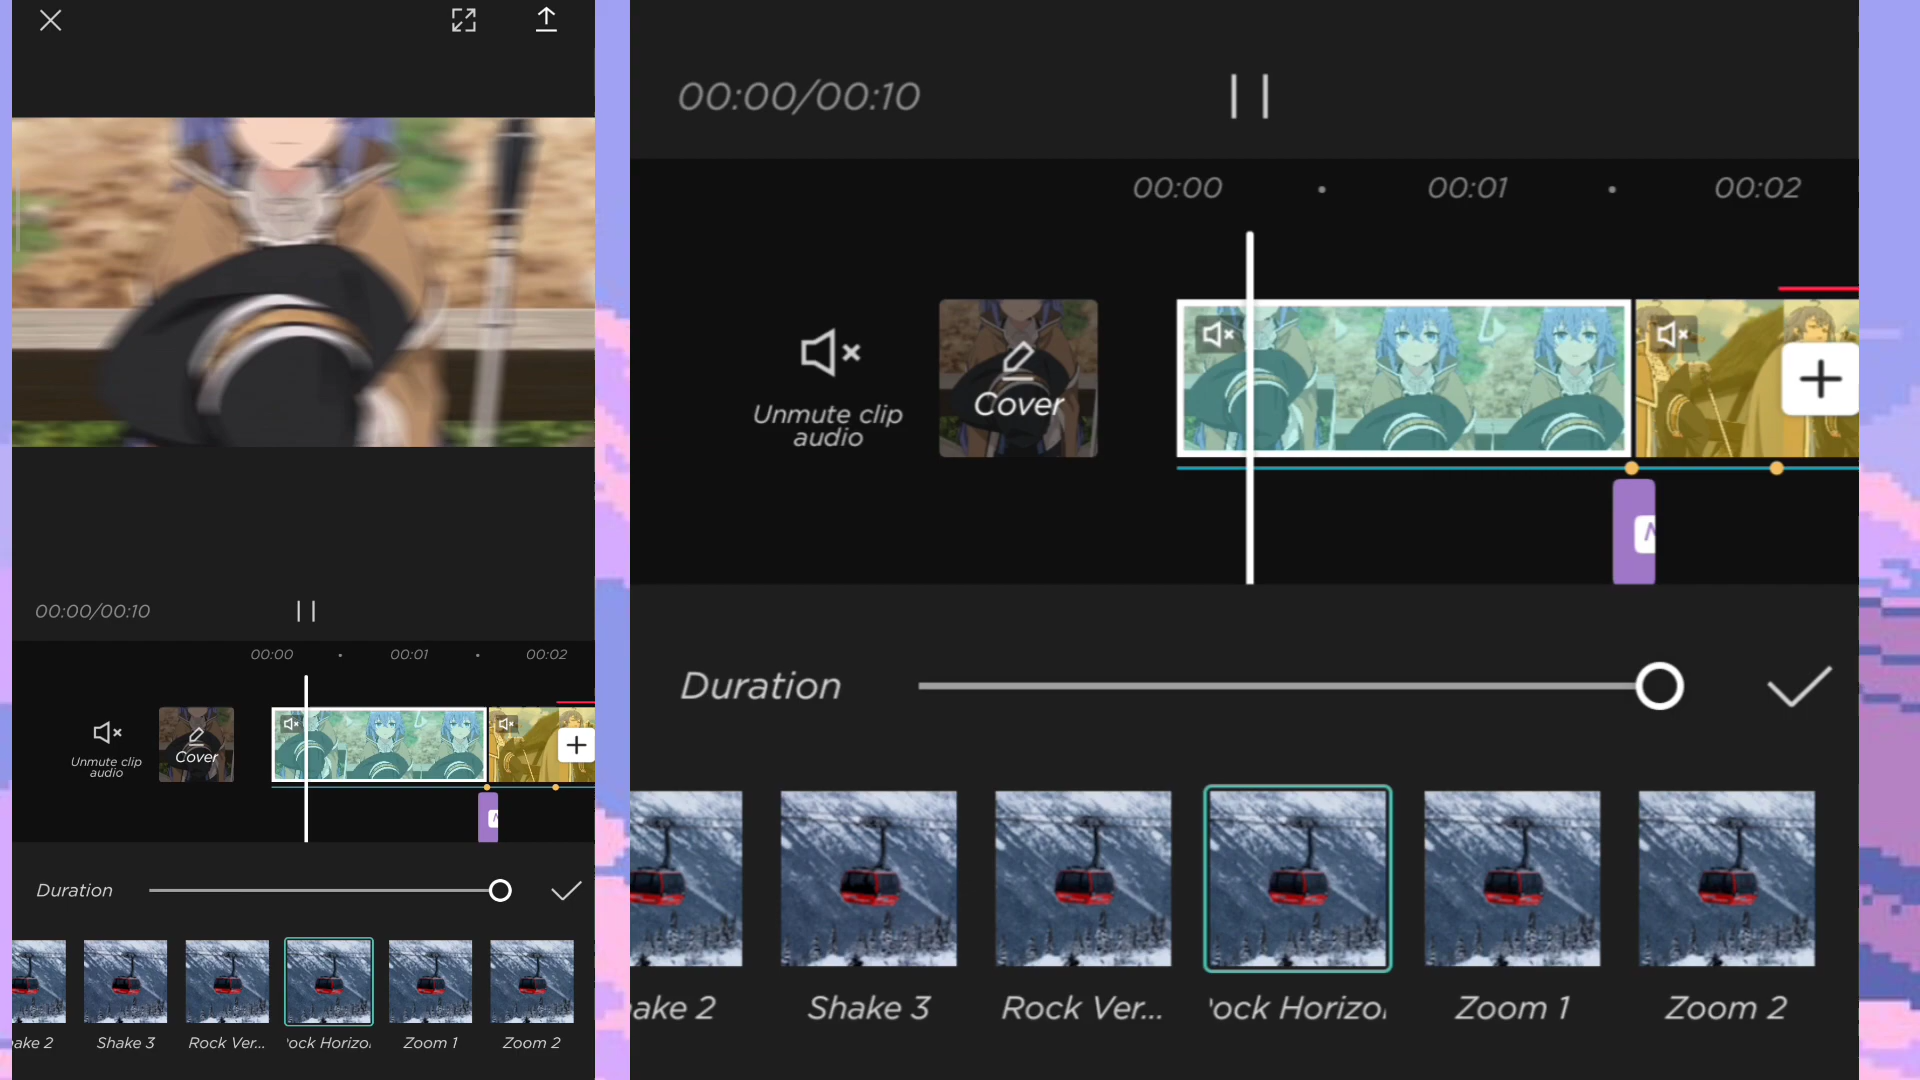 00:00/00:10
00:00
00:01
00:02
Unmute clip
audio
Cover
Duration
ake 2
Shake 3
Rock Ver...
ock Horizo
Zoom 1
Zoom 2
00:00/00:10
00:00
00:01
00:02
Unmute clip
audio
Cover
Duration
ake 2
Shake 3
Rock Ver...
ock Horizo
Zoom 1
Zoom 2